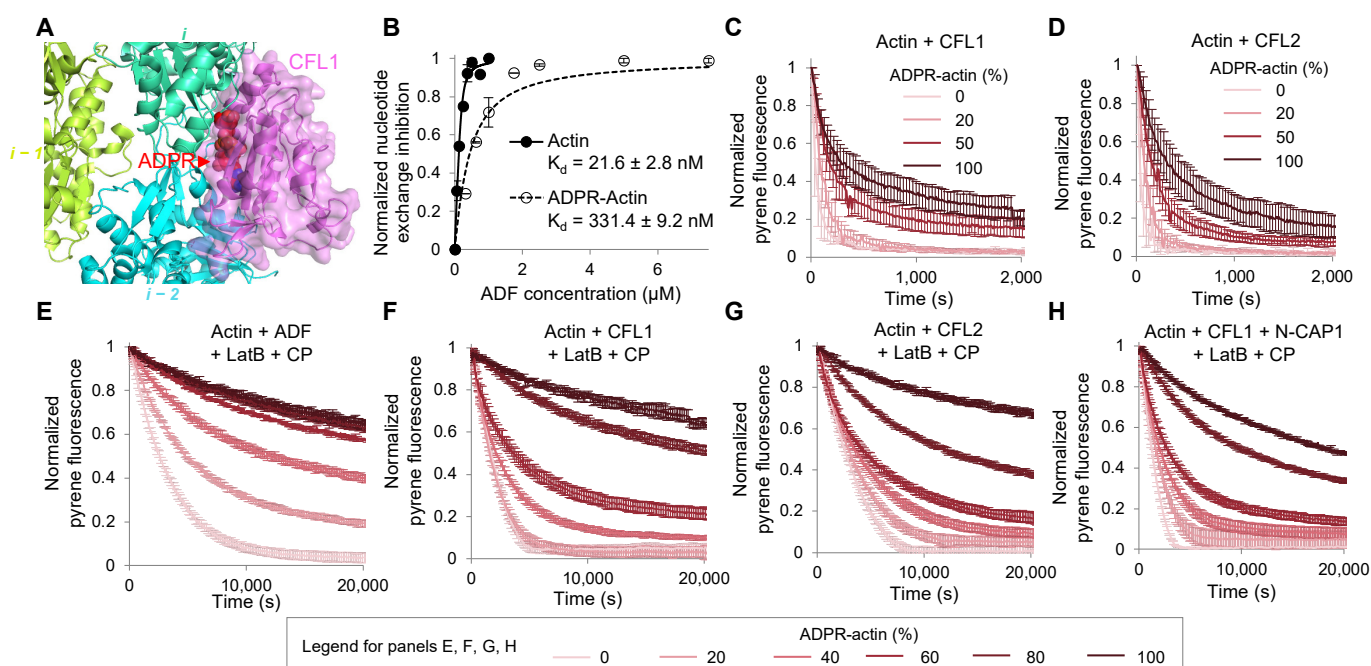 A
i
CFL1
i – 1
ADPR
i – 2
B
Normalized nucleotide
exchange inhibition
1
0.8
0.6
0.4
0.2
0
Actin
Kd = 21.6 ± 2.8 nM
ADPR-Actin
Kd = 331.4 ± 9.2 nM
0 2 4 6
ADF concentration (µM)
C
Actin + CFL1
Normalized
pyrene fluorescence
ADPR-actin (%)
0
20
50
100
1
0.8
0.6
0.4
0.2
0
0 1,000 2,000
Time (s)
D
Actin + CFL2
Normalized
pyrene fluorescence
ADPR-actin (%)
0
20
50
100
1
0.8
0.6
0.4
0.2
0
0 1,000 2,000
Time (s)
E
Actin + ADF
+ LatB + CP
Normalized
pyrene fluorescence
1
0.8
0.6
0.4
0.2
0
0 10,000 20,000
Time (s)
F
Actin + CFL1
+ LatB + CP
Normalized
pyrene fluorescence
1
0.8
0.6
0.4
0.2
0
0 10,000 20,000
Time (s)
G
Actin + CFL2
+ LatB + CP
Normalized
pyrene fluorescence
1
0.8
0.6
0.4
0.2
0
0 10,000 20,000
Time (s)
H
Actin + CFL1 + N-CAP1
+ LatB + CP
Normalized
pyrene fluorescence
1
0.8
0.6
0.4
0.2
0
0 10,000 20,000
Time (s)
Legend for panels E, F, G, H
ADPR-actin (%)
0 20 40 60 80 100